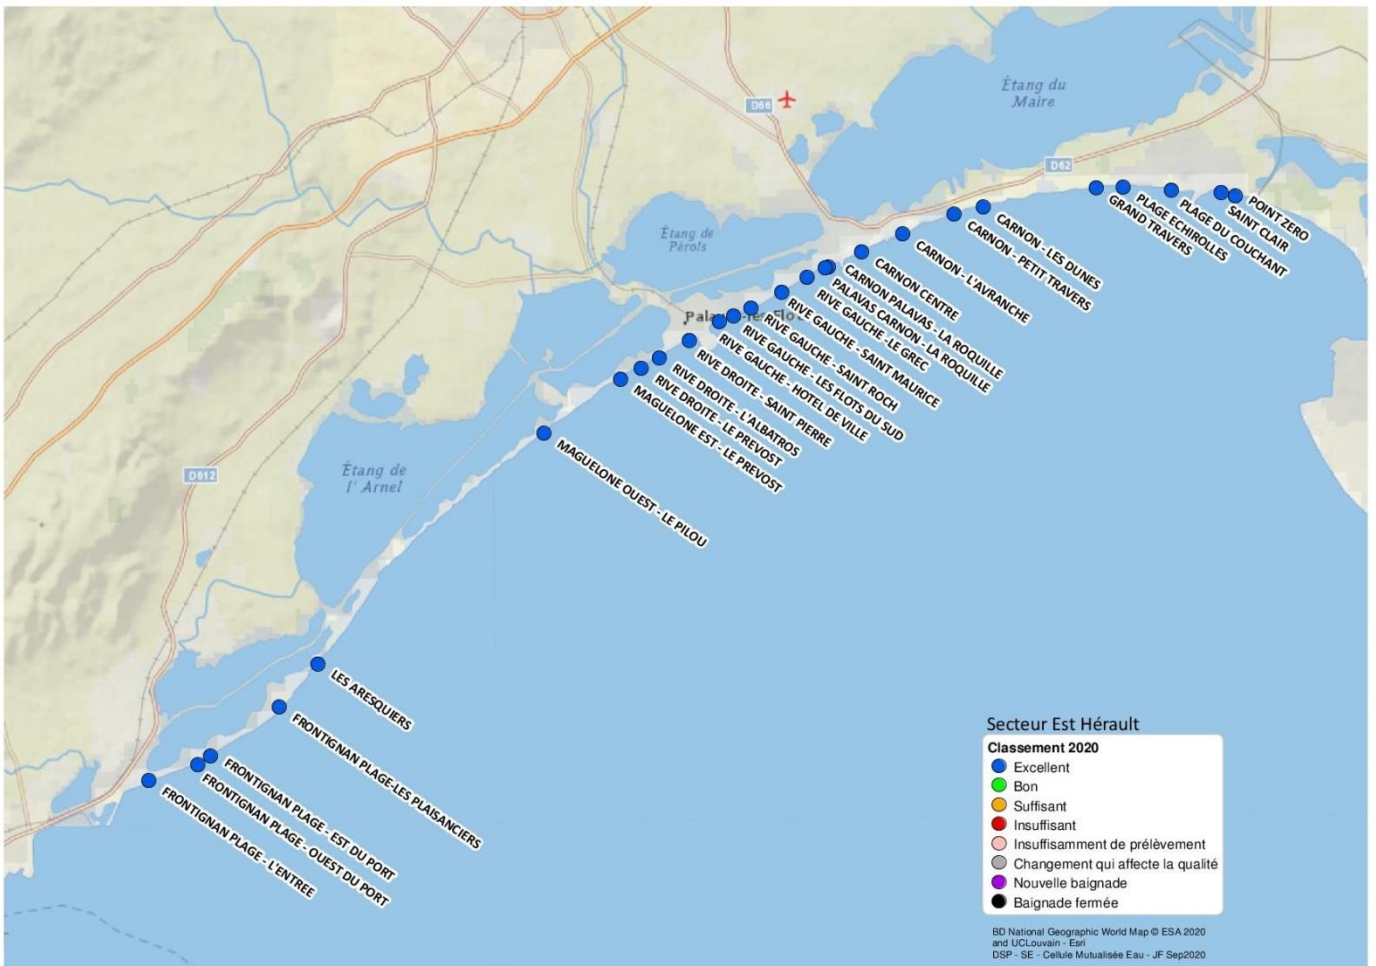 Étang du
Maire
D66
D62
POINT ZERO
SAINT CLAIR
PLAGE DU COUCHANT
PLAGE ECHIROLLES
GRAND TRAVERS
CARNON - LES DUNES
CARNON - PETIT TRAVERS
CARNON - L'AVRANCHE
CARNON CENTRE
CARNON PALAVAS - LA ROQUILLE
PALAVAS CARNON - LA ROQUILLE
RIVE GAUCHE - LE GREC
RIVE GAUCHE - SAINT MAURICE
RIVE GAUCHE - SAINT ROCH
RIVE GAUCHE - LES FLOTS DU SUD
RIVE GAUCHE - HOTEL DE VILLE
RIVE DROITE - SAINT PIERRE
RIVE DROITE - L'ALBATROS
RIVE DROITE - LE PREVOST
MAGUELONE EST - LE PREVOST
MAGUELONE OUEST - LE PILOU
Étang de
Pérols
Étang de
l' Arnel
D612
LES ARESQUIERS
FRONTIGNAN PLAGE-LES PLAISANCIERS
FRONTIGNAN PLAGE - EST DU PORT
FRONTIGNAN PLAGE - OUEST DU PORT
FRONTIGNAN PLAGE - L'ENTREE
Secteur Est Hérault
Classement 2020
Excellent
Bon
Suffisant
Insuffisant
Insuffisamment de prélèvement
Changement qui affecte la qualité
Nouvelle baignade
Baignade fermée
BD National Geographic World Map © ESA 2020
and UCLouvain - Esri
DSP - SE - Cellule Mutualisée Eau - JF Sep2020